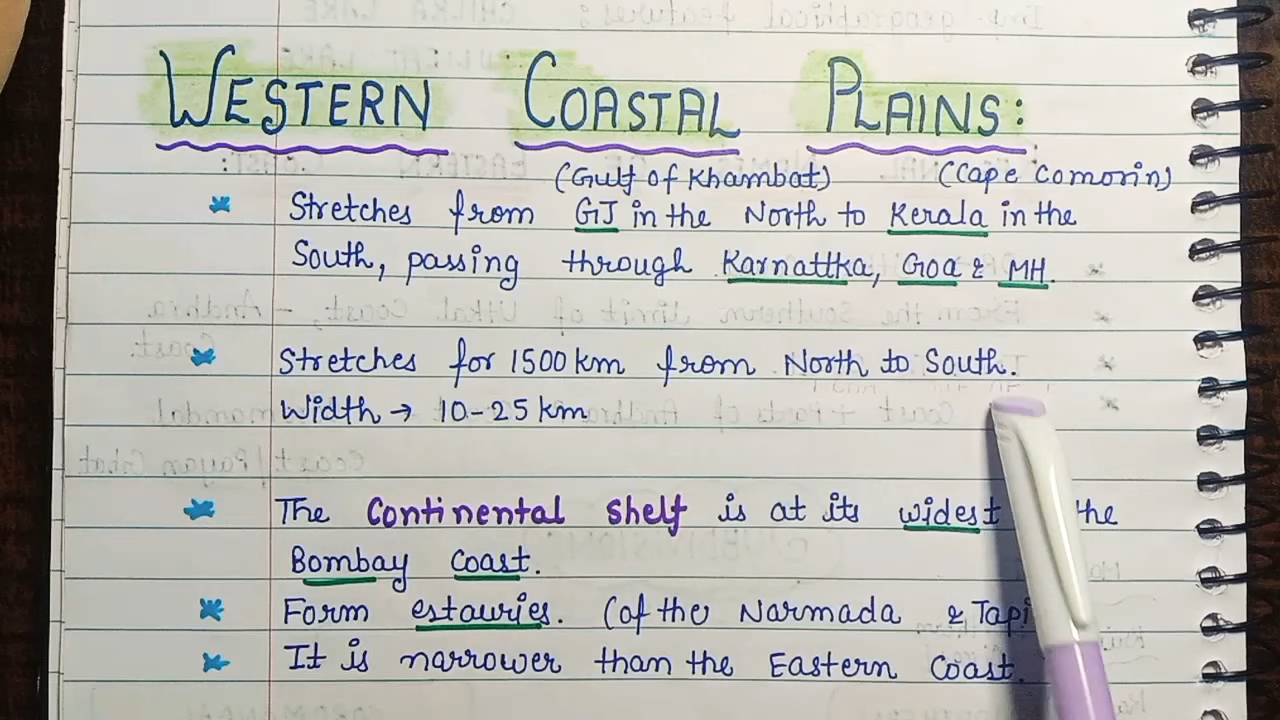 WESTERN COASTAL PLAINS:
(Gulf of Khambat) (Cape Comorin)
* Stretches from GJ in the North to Kerala in the
South, passing through Karnattka, Goa & MH.
* Stretches for 1500 km from North to South.
Width → 10-25 km
* The Continental Shelf is at its widest the
Bombay Coast.
* Form estauries. (of the Narmada & Tapi
* It is narrower than the Eastern Coast.